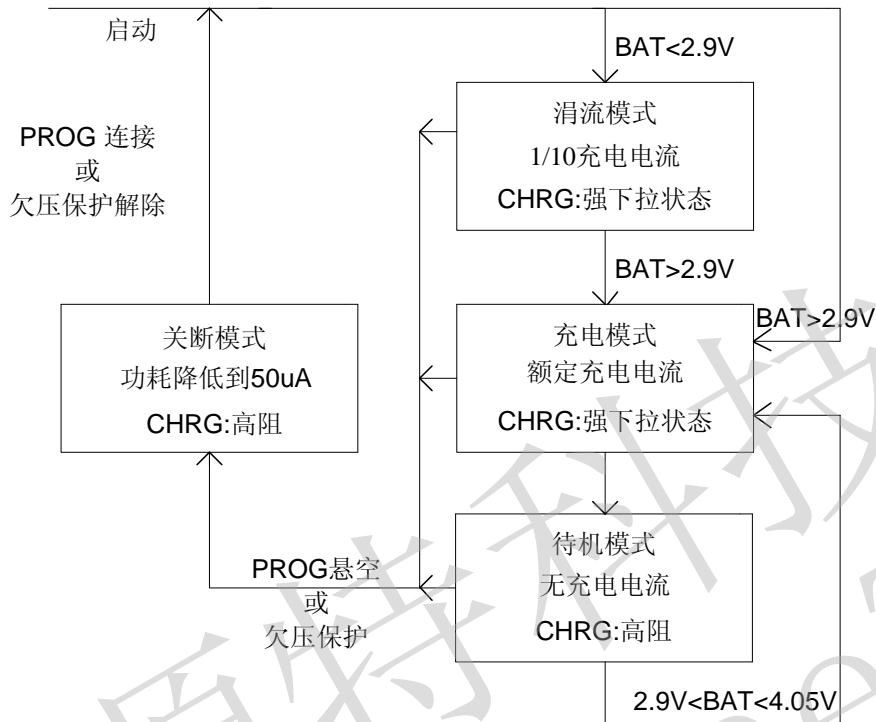 启动
BAT<2.9V
涓流模式
1/10充电电流
CHRG:强下拉状态
PROG 连接
或
欠压保护解除
BAT>2.9V
BAT>2.9V
充电模式
额定充电电流
CHRG:强下拉状态
关断模式
功耗降低到50uA
CHRG:高阻
待机模式
无充电电流
CHRG:高阻
PROG悬空
或
欠压保护
2.9V<BAT<4.05V
特科技